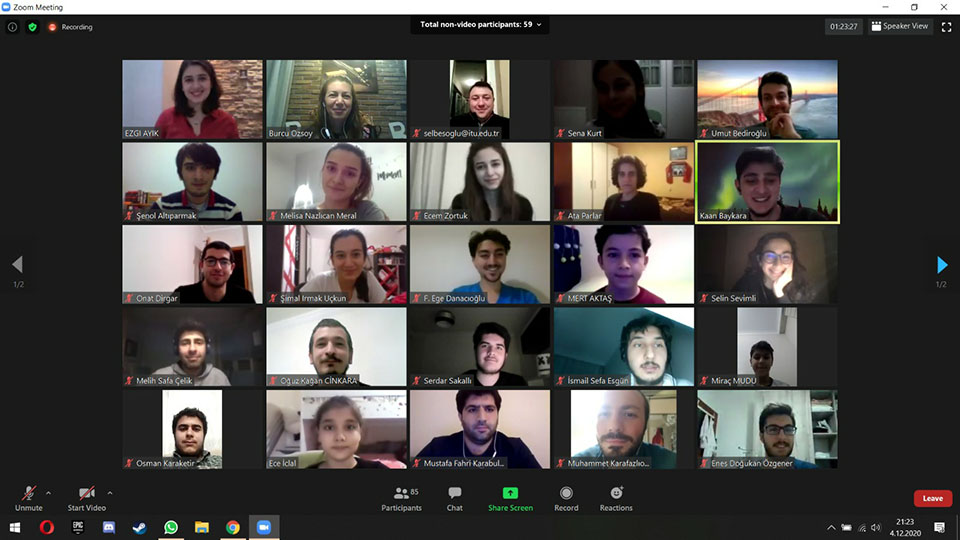 Zoom Meeting
Recording
Total non-video participants: 59
01:23:27
Speaker View
EZGI AYIK
Burcu Ozsoy
selbesoglu@itu.edu.tr
Sena Kurt
Umut Bediroğlu
Şenol Altıparmak
Melisa Nazlıcan Meral
Ecem Zortuk
Ata Parlar
Kaan Baykara
Onat Dirgar
Şimal Irmak Uçkun
F. Ege Danacıoğlu
MERT AKTAŞ
Selin Sevimli
Melih Safa Çelik
Oğuz Kağan CİNKARA
Serdar Sakallı
İsmail Sefa Esgün
Miraç MUDU
Osman Karaketir
Ece İclal
Mustafa Fahri Karabul...
Muhammet Karafazlıo...
Enes Doğukan Özgener
1/2
1/2
Unmute
Start Video
85
Participants
Chat
Share Screen
Record
Reactions
Leave
EPIC
21:23
4.12.2020